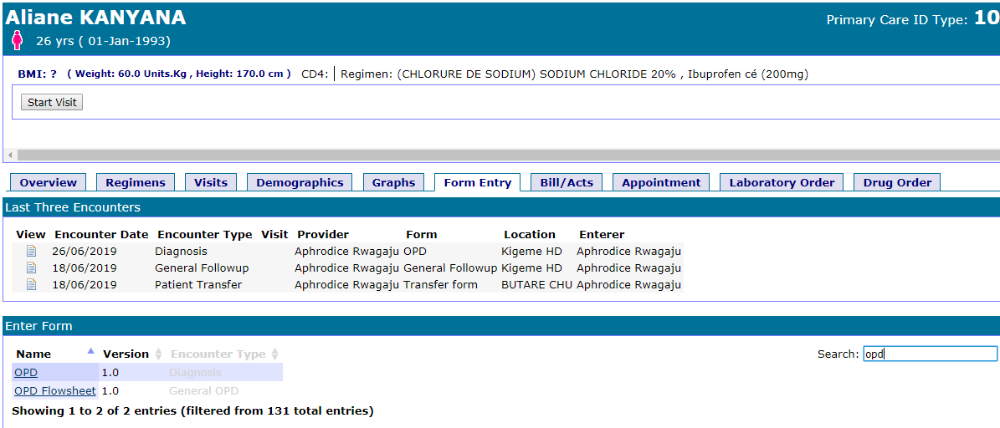 Aliane KANYANA
Primary Care ID Type: 10
26 yrs ( 01-Jan-1993)
BMI: ? ( Weight: 60.0 Units.Kg , Height: 170.0 cm ) CD4: Regimen: (CHLORURE DE SODIUM) SODIUM CHLORIDE 20% , Ibuprofen cé (200mg)
Start Visit
Overview Regimens Visits Demographics Graphs Form Entry Bill/Acts Appointment Laboratory Order Drug Order
Last Three Encounters
View Encounter Date Encounter Type Visit Provider Form Location Enterer
26/06/2019 Diagnosis Aphrodice Rwagaju OPD Kigeme HD Aphrodice Rwagaju
18/06/2019 General Followup Aphrodice Rwagaju General Followup Kigeme HD Aphrodice Rwagaju
18/06/2019 Patient Transfer Aphrodice Rwagaju Transfer form BUTARE CHU Aphrodice Rwagaju
Enter Form
Name Version Encounter Type
Search: opd
OPD 1.0 Diagnosis
OPD Flowsheet 1.0 General OPD
Showing 1 to 2 of 2 entries (filtered from 131 total entries)